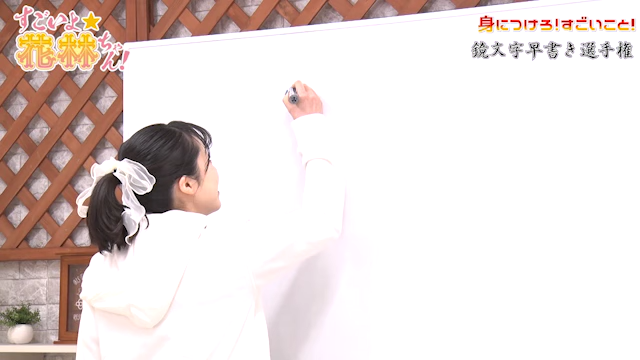 すごいよ★
花林ちゃん!
身につけろ!すごいこと!
鏡文字早書き選手権